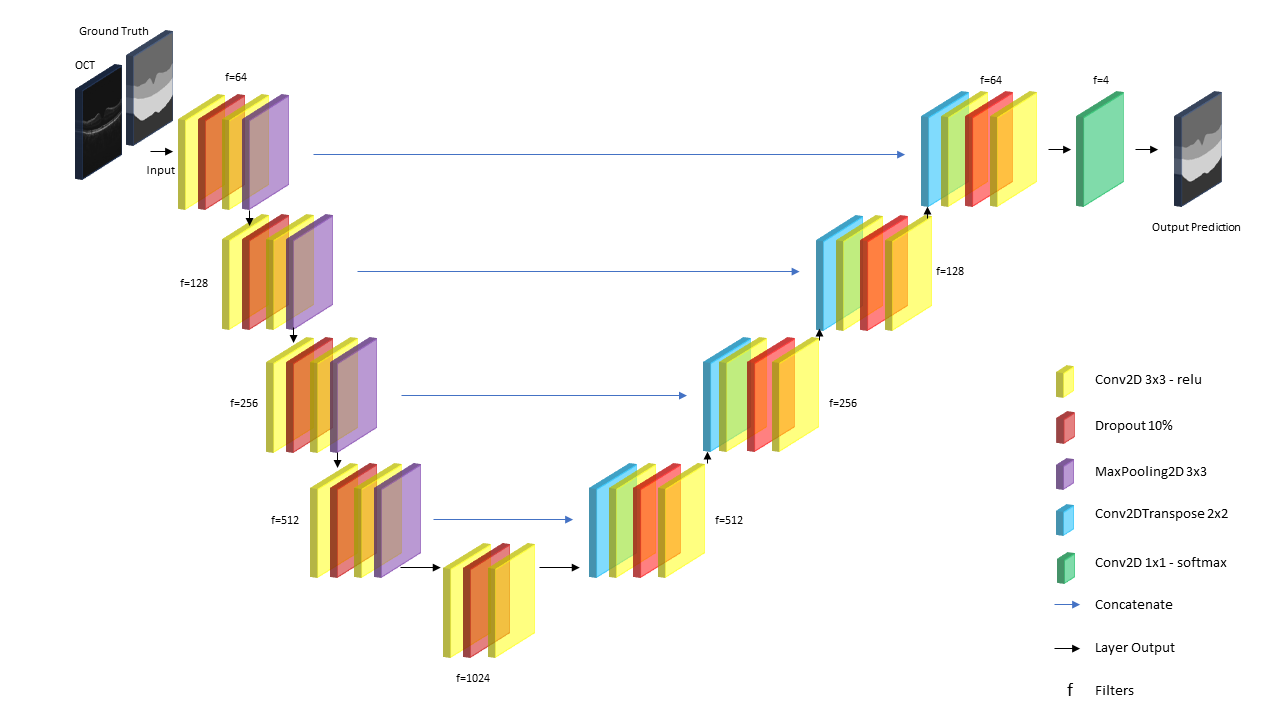 Ground Truth
OCT
f=64
Input
f=128
f=256
f=512
f=1024
f=512
f=256
f=128
f=64
f=4
Output Prediction
Conv2D 3x3 - relu
Dropout 10%
MaxPooling2D 3x3
Conv2DTranspose 2x2
Conv2D 1x1 - softmax
Concatenate
Layer Output
f Filters